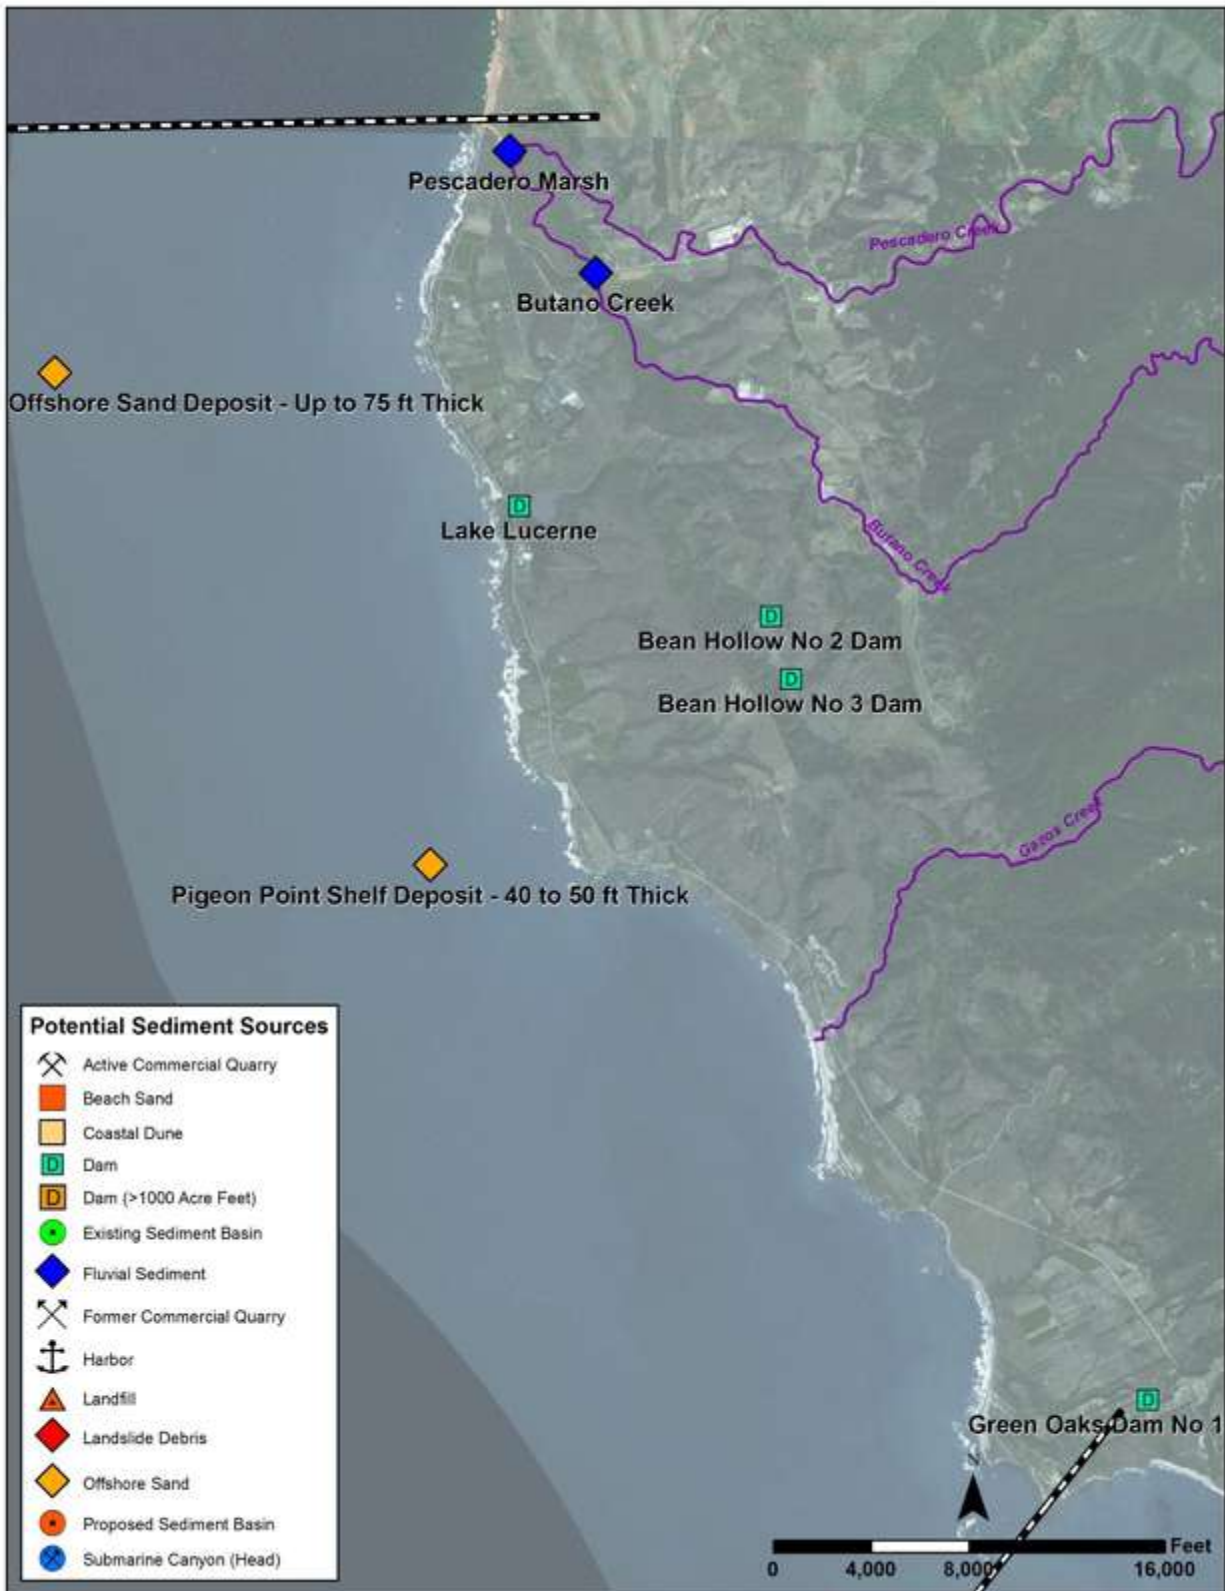 Pescadero Marsh
Pescadero Creek
Butano Creek
Offshore Sand Deposit - Up to 75 ft Thick
Lake Lucerne
Butano Creek
Bean Hollow No 2 Dam
Bean Hollow No 3 Dam
Gazos Creek
Pigeon Point Shelf Deposit - 40 to 50 ft Thick
Potential Sediment Sources
Active Commercial Quarry
Beach Sand
Coastal Dune
D Dam
D Dam (>1000 Acre Feet)
Existing Sediment Basin
Fluvial Sediment
Former Commercial Quarry
Harbor
Landfill
Landslide Debris
Offshore Sand
Proposed Sediment Basin
Submarine Canyon (Head)
D
D
D
D
Green Oaks Dam No 1
N
Feet
0 4,000 8,000 16,000